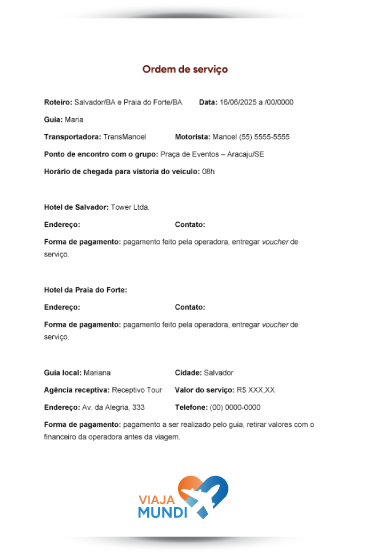 Ordem de serviço
Roteiro: Salvador/BA e Praia do Forte/BA Data: 16/06/2025 a /00/0000
Guia: Maria
Transportadora: TransManoel Motorista: Manoel (55) 5555-5555
Ponto de encontro com o grupo: Praça de Eventos – Aracaju/SE
Horário de chegada para vistoria do veículo: 08h
Hotel de Salvador: Tower Ltda.
Endereço: Contato:
Forma de pagamento: pagamento feito pela operadora, entregar voucher de
serviço.
Hotel da Praia do Forte:
Endereço: Contato:
Forma de pagamento: pagamento feito pela operadora, entregar voucher de
serviço.
Guia local: Mariana Cidade: Salvador
Agência receptiva: Receptivo Tour Valor do serviço: R$ XXX,XX
Endereço: Av. da Alegria, 333 Telefone: (00) 0000-0000
Forma de pagamento: pagamento a ser realizado pelo guia, retirar valores com o
financeiro da operadora antes da viagem.
VIAJA
MUNDI